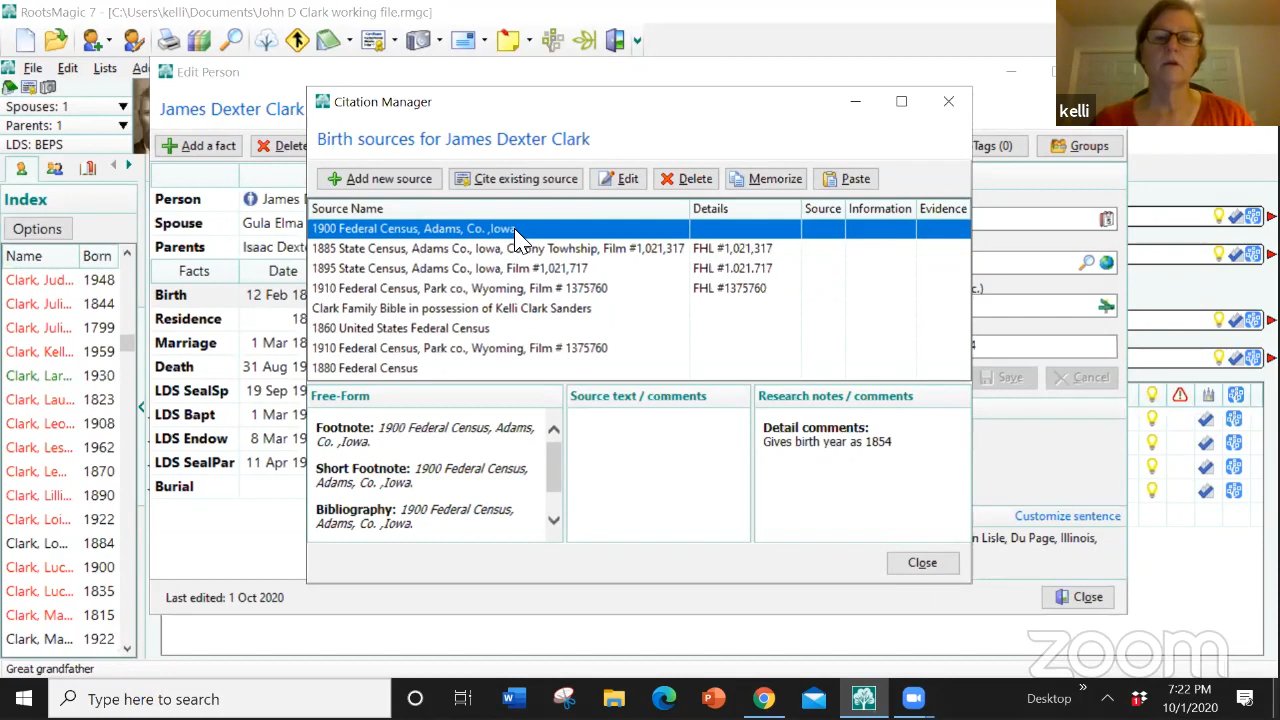 RootsMagic 7 - [C:\Users\kelli\Documents\John D Clark working file.rmgc]
File Edit Lists
Spouses: 1
Parents: 1
LDS: BEPS
Index
Options
Name Born
Clark, Jud... 1948
Clark, Juli... 1844
Clark, Juli... 1799
Clark, Kell... 1959
Clark, Lar... 1930
Clark, Lau... 1823
Clark, Leo... 1908
Clark, Les... 1962
Clark, Le... 1870
Clark, Lilli... 1890
Clark, Loi... 1922
Clark, Lo... 1884
Clark, Luc... 1900
Clark, Luc... 1835
Clark, Ma... 1815
Clark, Ma... 1922
Great grandfather
Edit Person
James Dexter Clark
Add a fact
Delete
Tags (0)
Groups
Person James
Spouse Gula Elma
Parents Isaac Dext
Facts Date
Birth 12 Feb 18
Residence 18
Marriage 1 Mar 18
Death 31 Aug 19
LDS SealSp 19 Sep 19
LDS Bapt 1 Mar 19
LDS Endow 8 Mar 19
LDS SealPar 11 Apr 19
Burial
Last edited: 1 Oct 2020
Save
Cancel
Customize sentence
n Lisle, Du Page, Illinois,
Close
Citation Manager
Birth sources for James Dexter Clark
Add new source Cite existing source Edit Delete Memorize Paste
Source Name Details Source Information Evidence
1900 Federal Census, Adams, Co. ,Iowa
1885 State Census, Adams Co., Iowa, Colony Towhship, Film #1,021,317 FHL #1,021,317
1895 State Census, Adams Co., Iowa, Film #1,021,717 FHL #1.021.717
1910 Federal Census, Park co., Wyoming, Film # 1375760 FHL #1375760
Clark Family Bible in possession of Kelli Clark Sanders
1860 United States Federal Census
1910 Federal Census, Park co., Wyoming, Film # 1375760
1880 Federal Census
Free-Form
Footnote: 1900 Federal Census, Adams,
Co. ,Iowa.
Short Footnote: 1900 Federal Census,
Adams, Co. ,Iowa.
Bibliography: 1900 Federal Census,
Adams, Co. ,Iowa.
Source text / comments
Research notes / comments
Detail comments:
Gives birth year as 1854
Close
kelli
zoom
Type here to search
Desktop
7:22 PM
10/1/2020